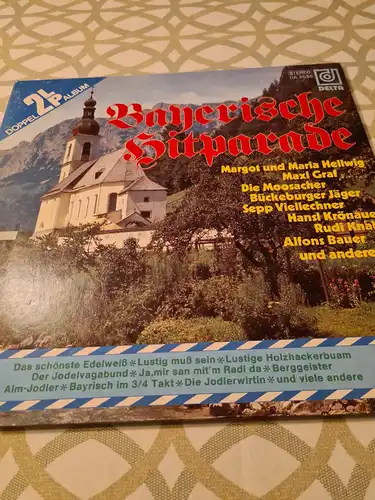 DOPPEL 2LP ALBUM
STEREO
DA
DELTA
Bayerische
Hitparade
Margot und Maria Hellwig
Maxl Graf
Die Moosacher
Bückeburger Jäger
Sepp Viellechner
Hansl Krönauer
Rudi Knabl
Alfons Bauer
und andere
Das schönste Edelweiß * Lustig muß sein * Lustige Holzhackerbuam
Der Jodelvagabund * Ja, mir san mit'm Radl da * Berggeister
Alm-Jodler * Bayrisch im 3/4 Takt * Die Jodlerwirtin * und viele andere